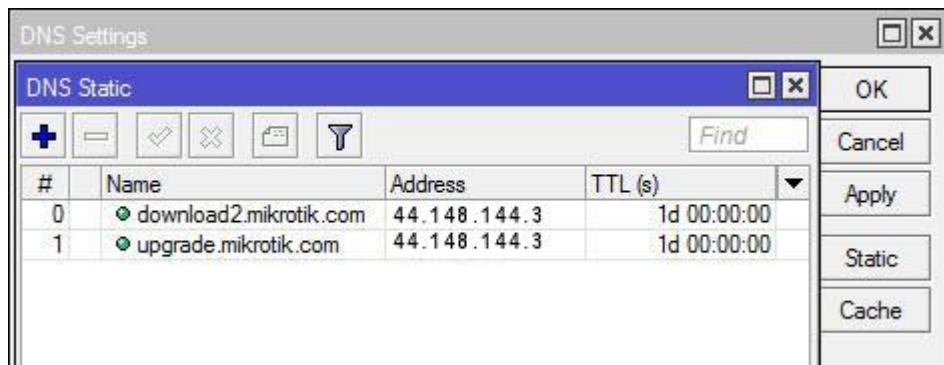 DNS Settings
DNS Static
OK
Find
Cancel
# Name Address TTL (s)
Apply
0 download2.mikrotik.com 44.148.144.3 1d 00:00:00
1 upgrade.mikrotik.com 44.148.144.3 1d 00:00:00
Static
Cache